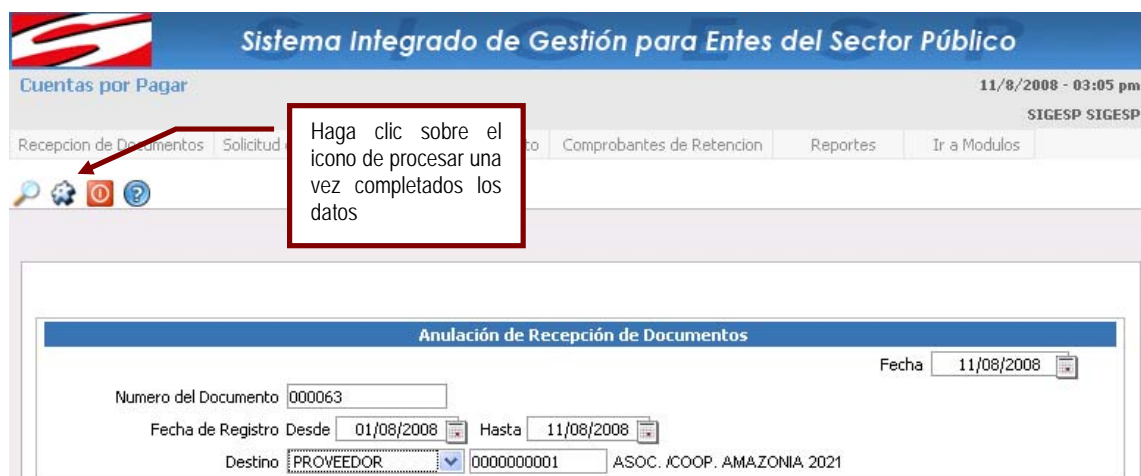 Sistema Integrado de Gestión para Entes del Sector Público
Cuentas por Pagar
11/8/2008 - 03:05 pm
SIGESP SIGESP
Recepcion de Documentos Solicitud Comprobantes de Retencion Reportes Ir a Modulos
Haga clic sobre el
icono de procesar una
vez completados los
datos
Anulación de Recepción de Documentos
Fecha 11/08/2008
Numero del Documento 000063
Fecha de Registro Desde 01/08/2008 Hasta 11/08/2008
Destino PROVEEDOR 0000000001 ASOC. /COOP. AMAZONIA 2021